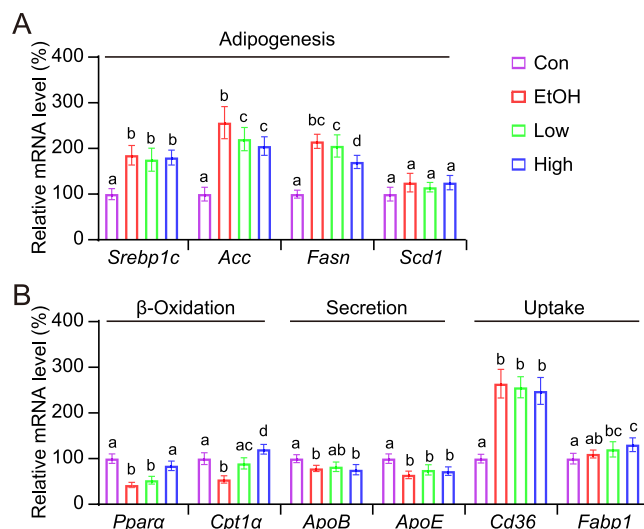 A
Adipogenesis
Relative mRNA level (%)
400
300
200
100
0
a b b b
a b c c
a bc c d
a a a a
Srebp1c Acc Fasn Scd1
Con
EtOH
Low
High
B
β-Oxidation Secretion Uptake
Relative mRNA level (%)
400
300
200
100
0
a b b a
a b ac d
a b ab b
a b b b
a b b b
a ab bc c
Pparα Cpt1α ApoB ApoE Cd36 Fabp1